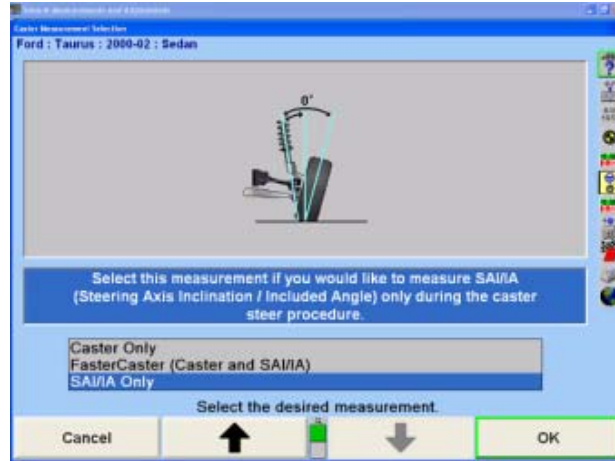 Caster Measurement Selection
Ford : Taurus : 2000-02 : Sedan
0°
Select this measurement if you would like to measure SAI/IA
(Steering Axis Inclination / Included Angle) only during the caster
steer procedure.
Caster Only
FasterCaster (Caster and SAI/IA)
SAI/IA Only
Select the desired measurement.
Cancel
OK